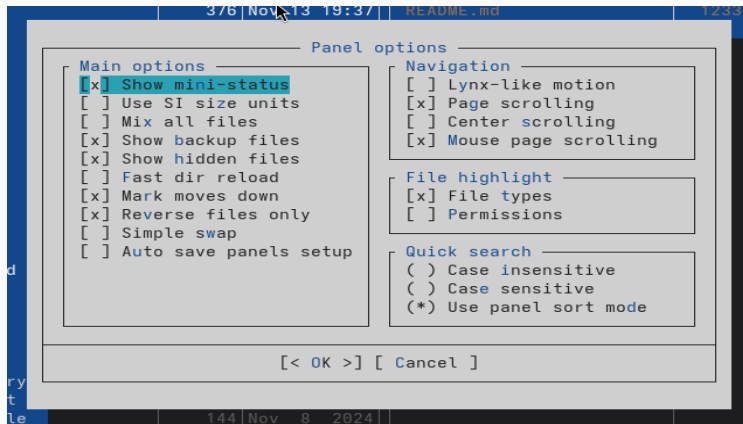 376 Nov 13 19:37 README.md 1233
Panel options
Main options
[x] Show mini-status
[ ] Use SI size units
[ ] Mix all files
[x] Show backup files
[x] Show hidden files
[ ] Fast dir reload
[x] Mark moves down
[x] Reverse files only
[ ] Simple swap
[ ] Auto save panels setup
Navigation
[ ] Lynx-like motion
[x] Page scrolling
[ ] Center scrolling
[x] Mouse page scrolling
File highlight
[x] File types
[ ] Permissions
Quick search
( ) Case insensitive
( ) Case sensitive
(*) Use panel sort mode
[< OK >] [ Cancel ]
d
ry
t
le 144 Nov 8 2024